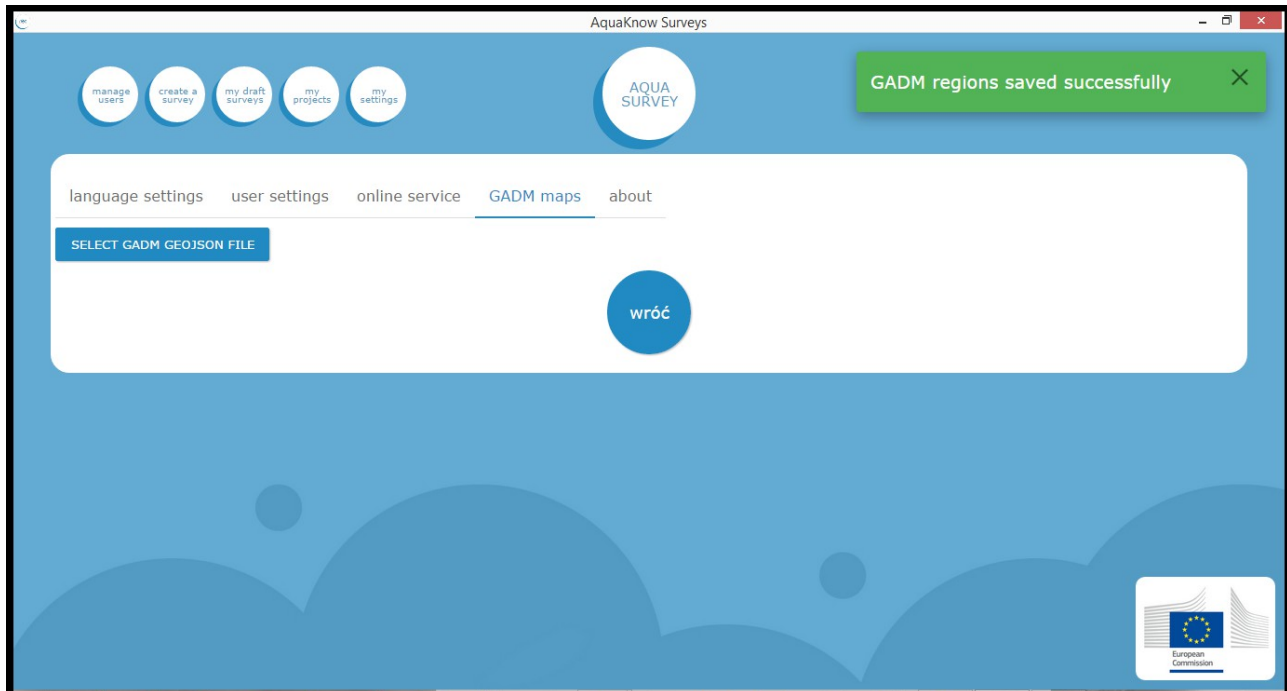 AquaKnow Surveys
manage
users
create a
survey
my draft
surveys
my
projects
my
settings
AQUA
SURVEY
GADM regions saved successfully
language settings
user settings
online service
GADM maps
about
SELECT GADM GEOJSON FILE
wróć
European
Commission